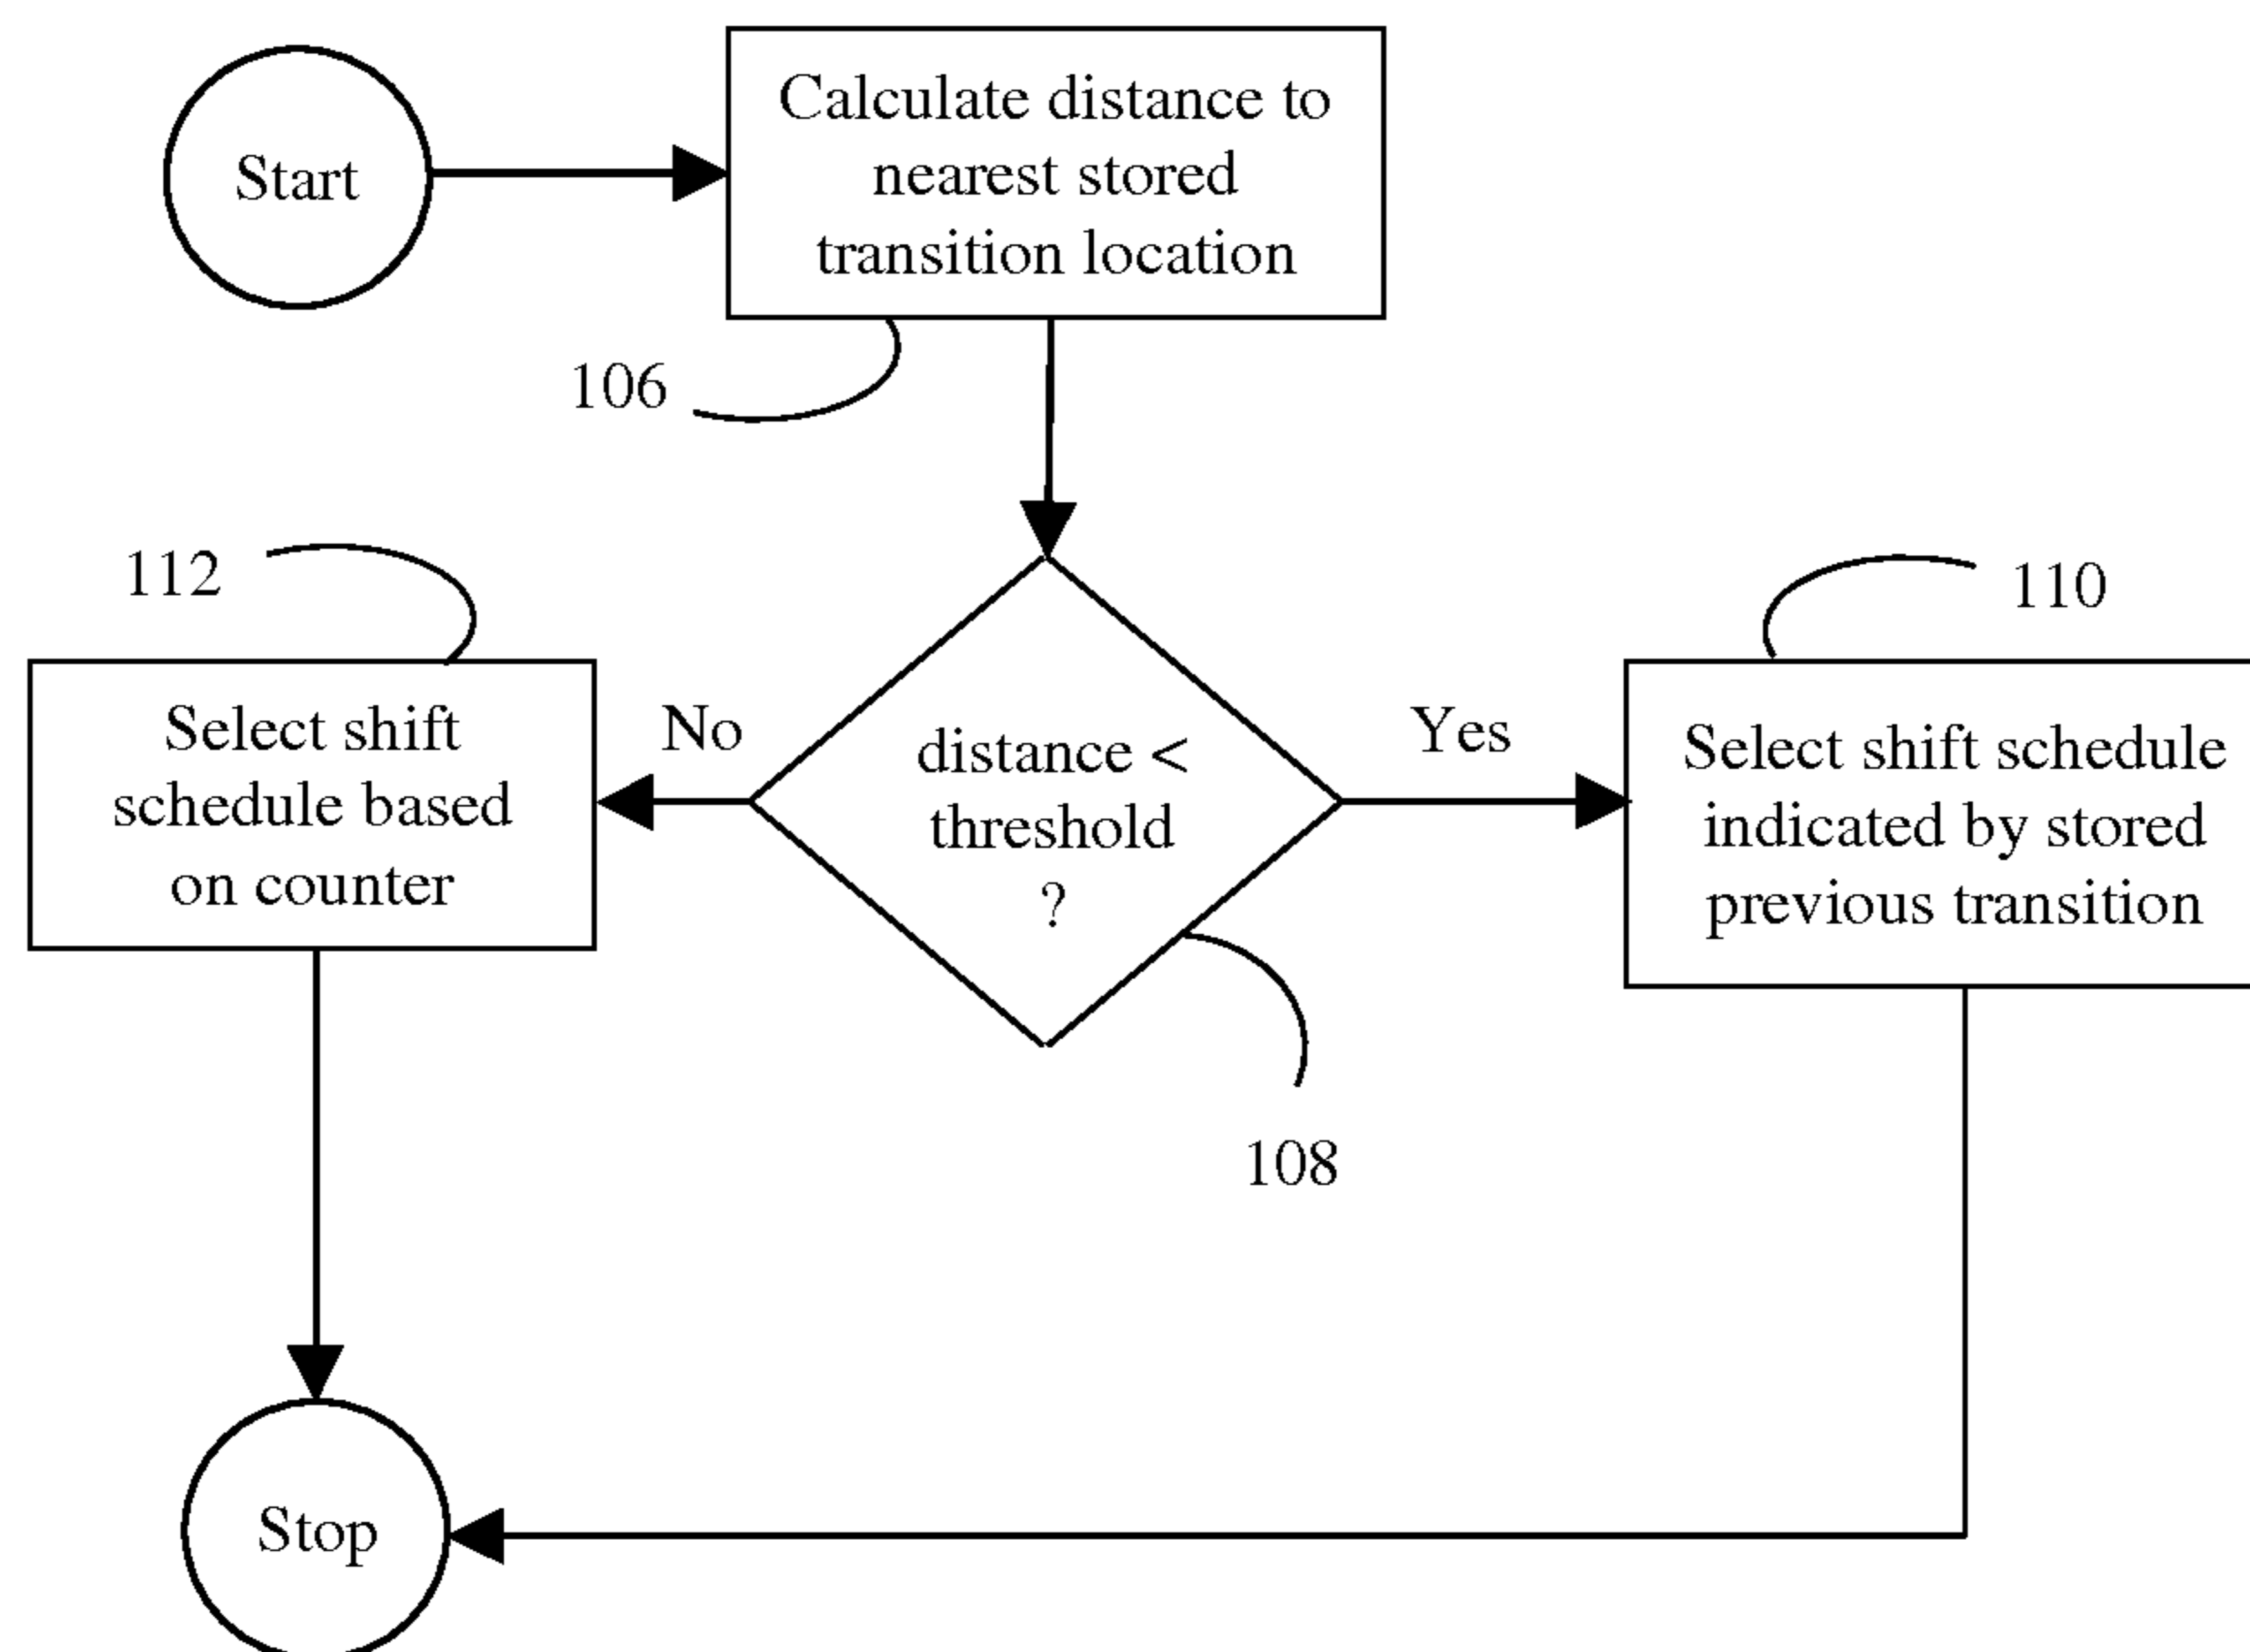 Start
Calculate distance to
nearest stored
transition location
106
112
110
Select shift
schedule based
on counter
No
distance <
threshold
?
Yes
Select shift schedule
indicated by stored
previous transition
108
Stop